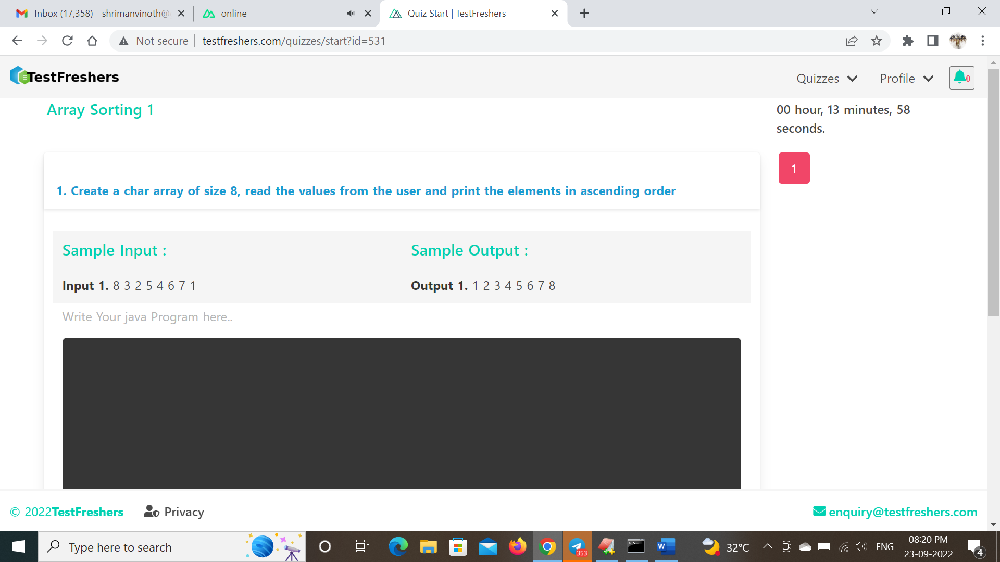 Inbox (17,358) - shrimanvinoth@
online
Quiz Start | TestFreshers
Not secure
testfreshers.com/quizzes/start?id=531
TestFreshers
Quizzes
Profile
0
Array Sorting 1
00 hour, 13 minutes, 58
seconds.
1
1. Create a char array of size 8, read the values from the user and print the elements in ascending order
Sample Input :
Sample Output :
Input 1. 8 3 2 5 4 6 7 1
Output 1. 1 2 3 4 5 6 7 8
Write Your java Program here..
© 2022TestFreshers
Privacy
enquiry@testfreshers.com
Type here to search
353
32°C
ENG
08:20 PM
23-09-2022
4